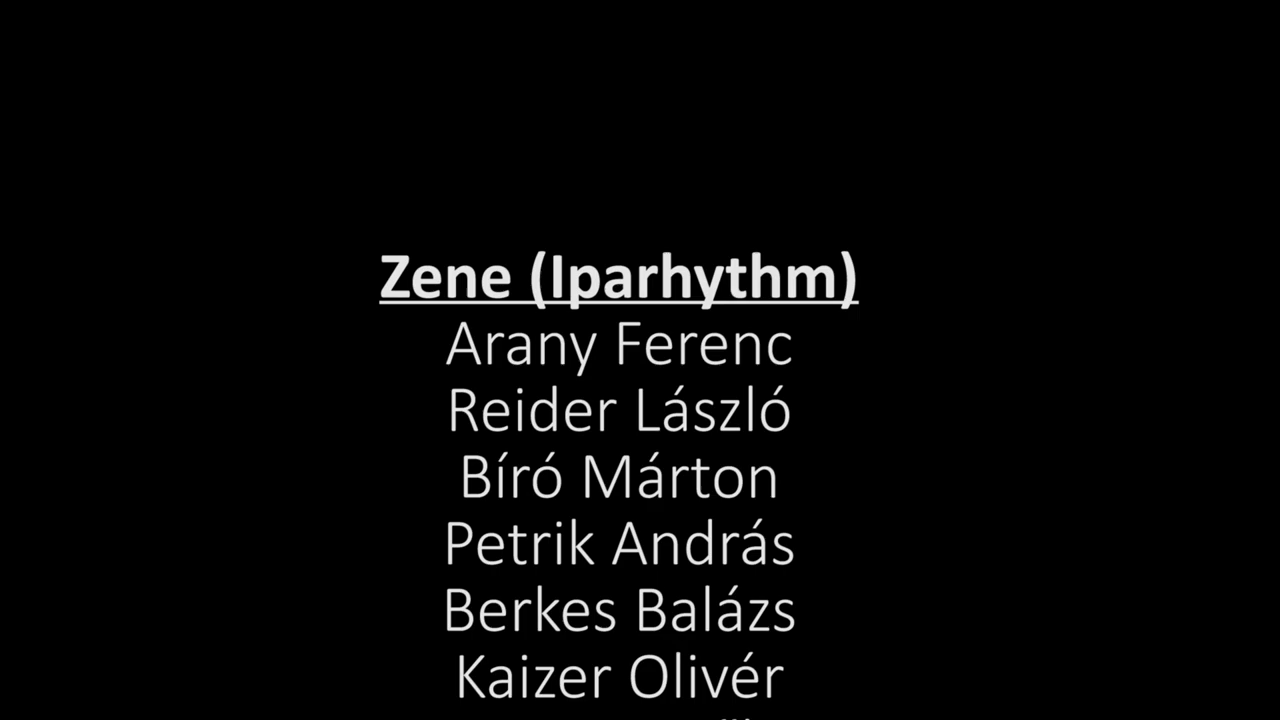 Zene (Iparhythm)
Arany Ferenc
Reider László
Bíró Márton
Petrik András
Berkes Balázs
Kaizer Olivér